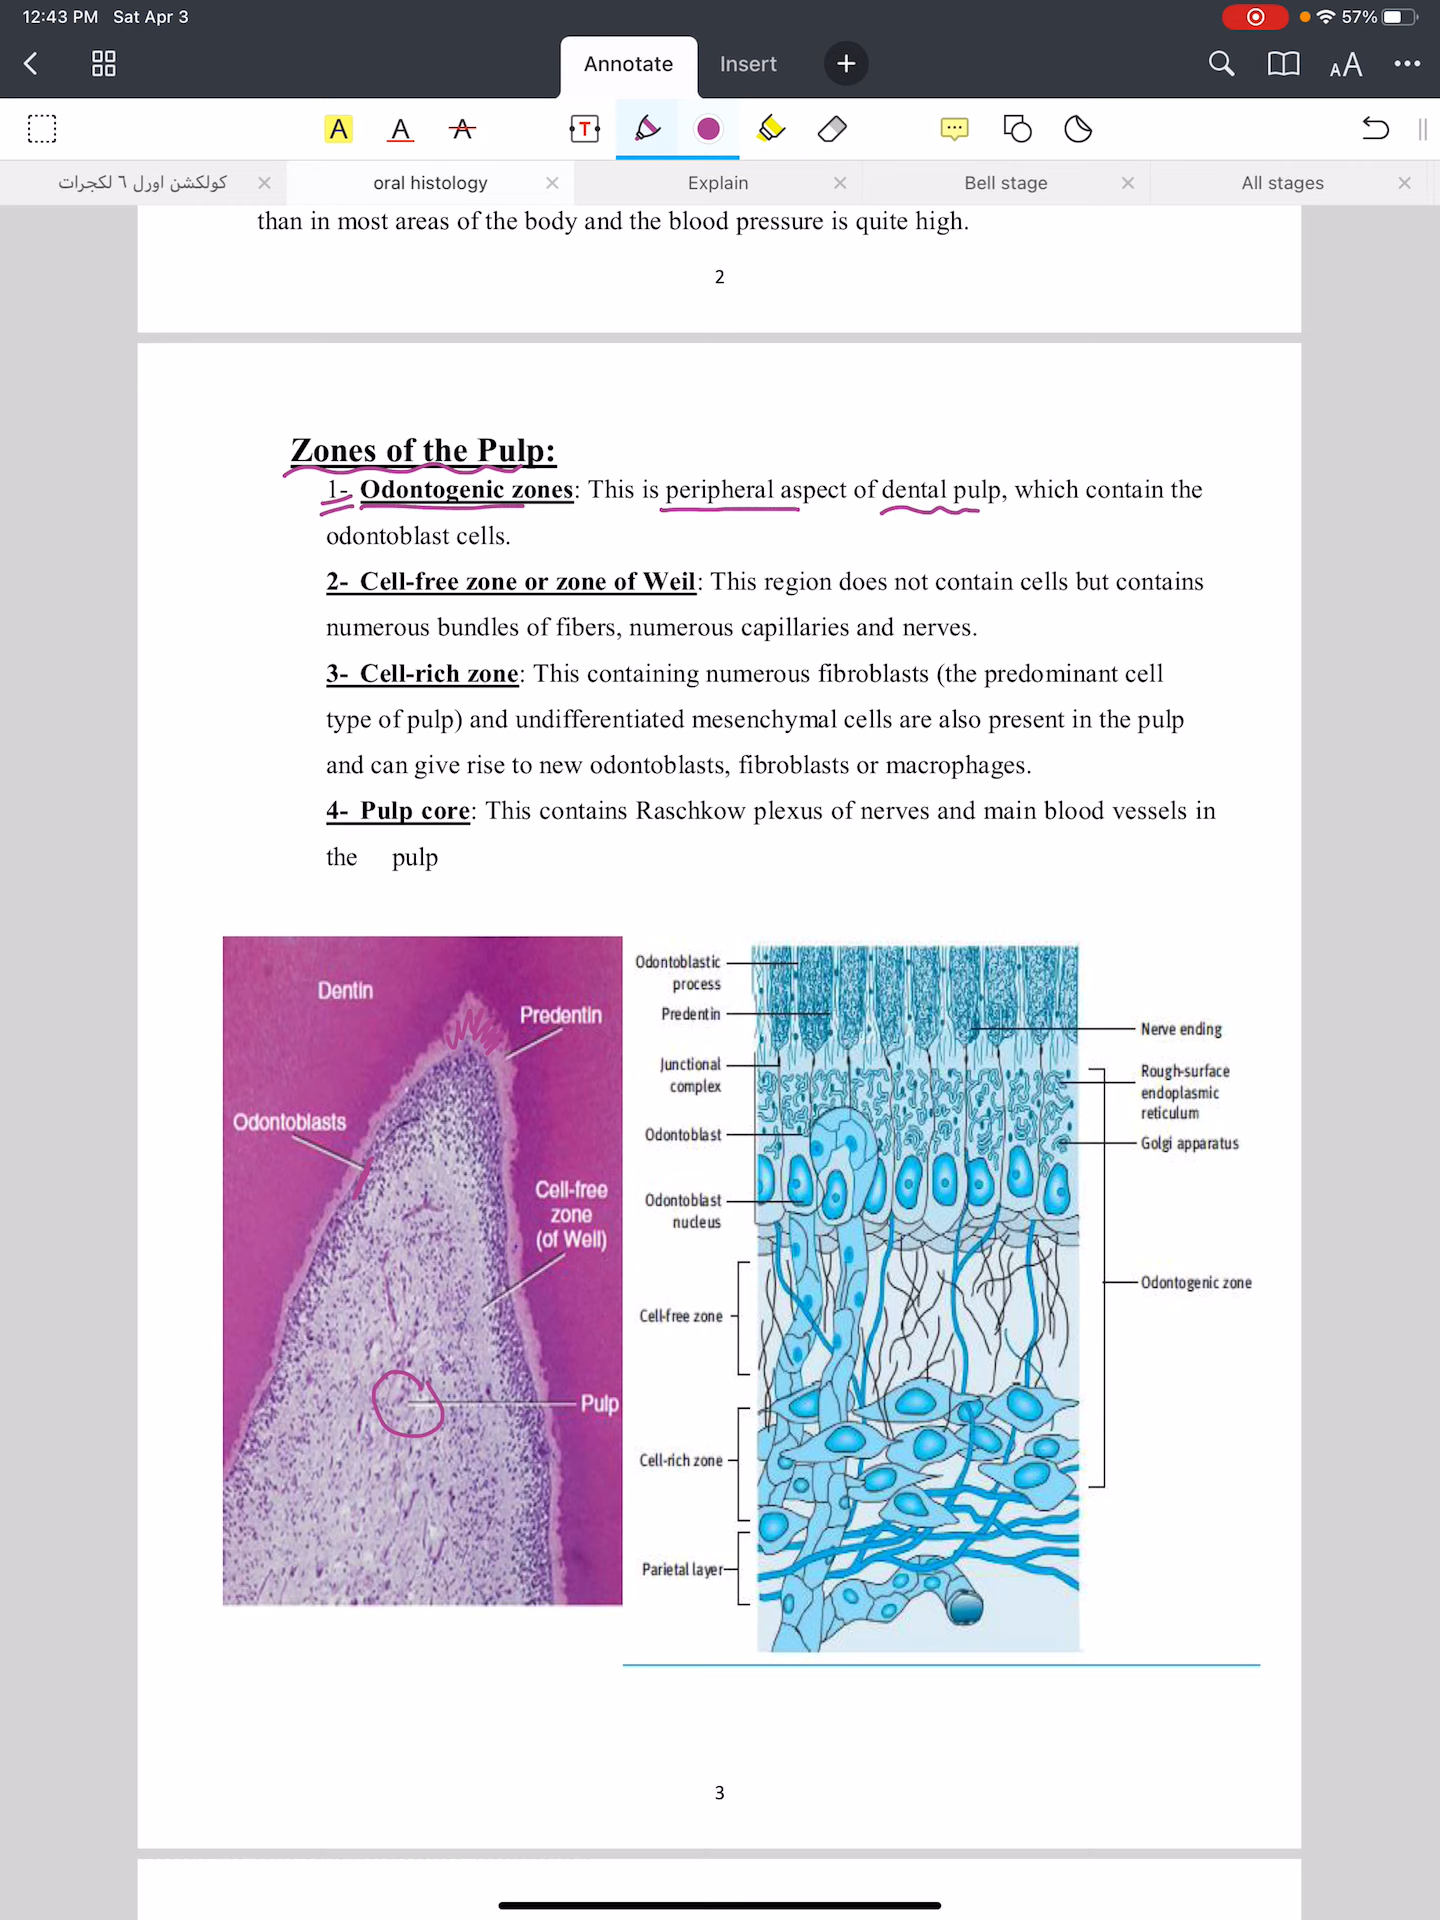 12:43 PM Sat Apr 3
57%
Annotate
Insert
AA
A A A T
كولكشن اورل ٦ لكجرات
oral histology
Explain
Bell stage
All stages
than in most areas of the body and the blood pressure is quite high.
2
Zones of the Pulp:
1- Odontogenic zones: This is peripheral aspect of dental pulp, which contain the
odontoblast cells.
2- Cell-free zone or zone of Weil: This region does not contain cells but contains
numerous bundles of fibers, numerous capillaries and nerves.
3- Cell-rich zone: This containing numerous fibroblasts (the predominant cell
type of pulp) and undifferentiated mesenchymal cells are also present in the pulp
and can give rise to new odontoblasts, fibroblasts or macrophages.
4- Pulp core: This contains Raschkow plexus of nerves and main blood vessels in
the pulp
Dentin
Predentin
Odontoblasts
Cell-free
zone
(of Well)
Pulp
Odontoblastic
process
Predentin
Junctional
complex
Odontoblast
Odontoblast
nucleus
Cell-free zone
Cell-rich zone
Parietal layer
Nerve ending
Rough-surface
endoplasmic
reticulum
Golgi apparatus
Odontogenic zone
3